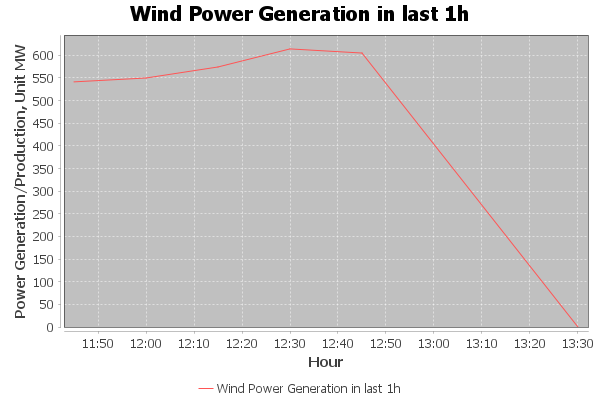 Wind Power Generation in last 1h
Power Generation/Production, Unit MW
600
550
500
450
400
350
300
250
200
150
100
50
0
11:50 12:00 12:10 12:20 12:30 12:40 12:50 13:00 13:10 13:20 13:30
Hour
Wind Power Generation in last 1h